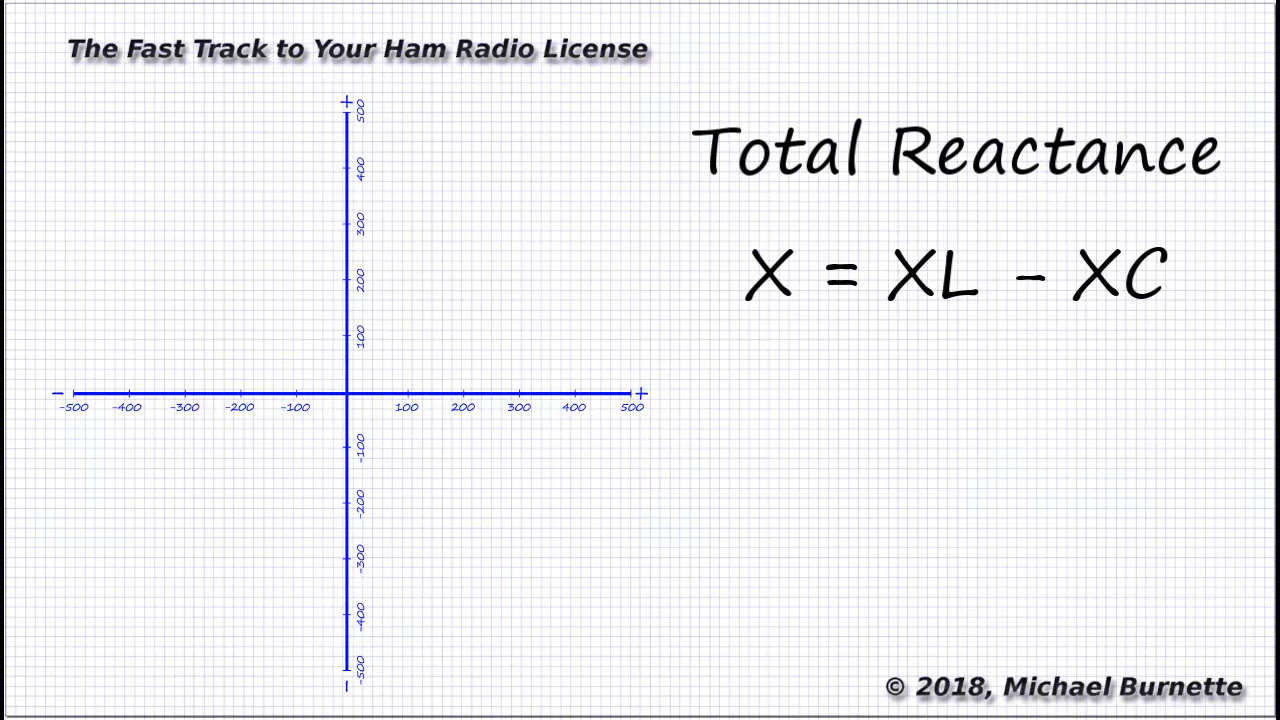 The Fast Track to Your Ham Radio License
Total Reactance
X = XL - XC
+
500
400
300
200
100
- +
-500 -400 -300 -200 -100 100 200 300 400 500
-100
-200
-300
-400
-500
-
© 2018, Michael Burnette